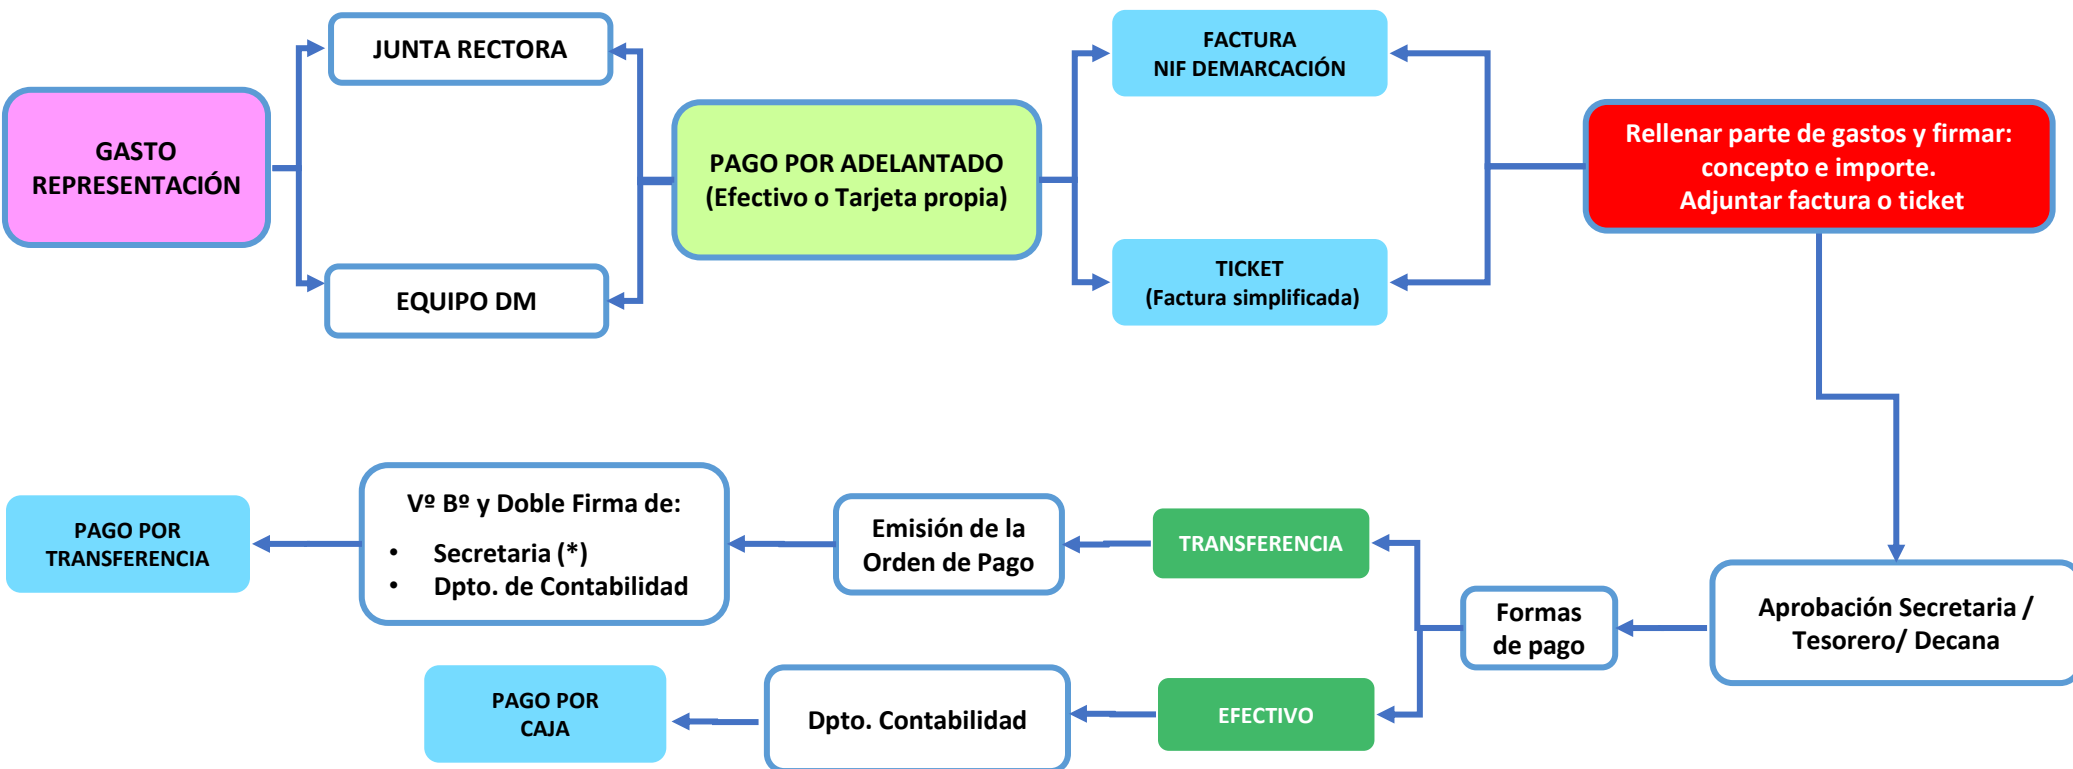 GASTO
REPRESENTACIÓN
JUNTA RECTORA
EQUIPO DM
PAGO POR ADELANTADO
(Efectivo o Tarjeta propia)
FACTURA
NIF DEMARCACIÓN
TICKET
(Factura simplificada)
Rellenar parte de gastos y firmar:
concepto e importe.
Adjuntar factura o ticket
Aprobación Secretaria /
Tesorero/ Decana
Formas
de pago
TRANSFERENCIA
Emisión de la
Orden de Pago
Vº Bº y Doble Firma de:
• Secretaria (*)
• Dpto. de Contabilidad
PAGO POR
TRANSFERENCIA
EFECTIVO
Dpto. Contabilidad
PAGO POR
CAJA